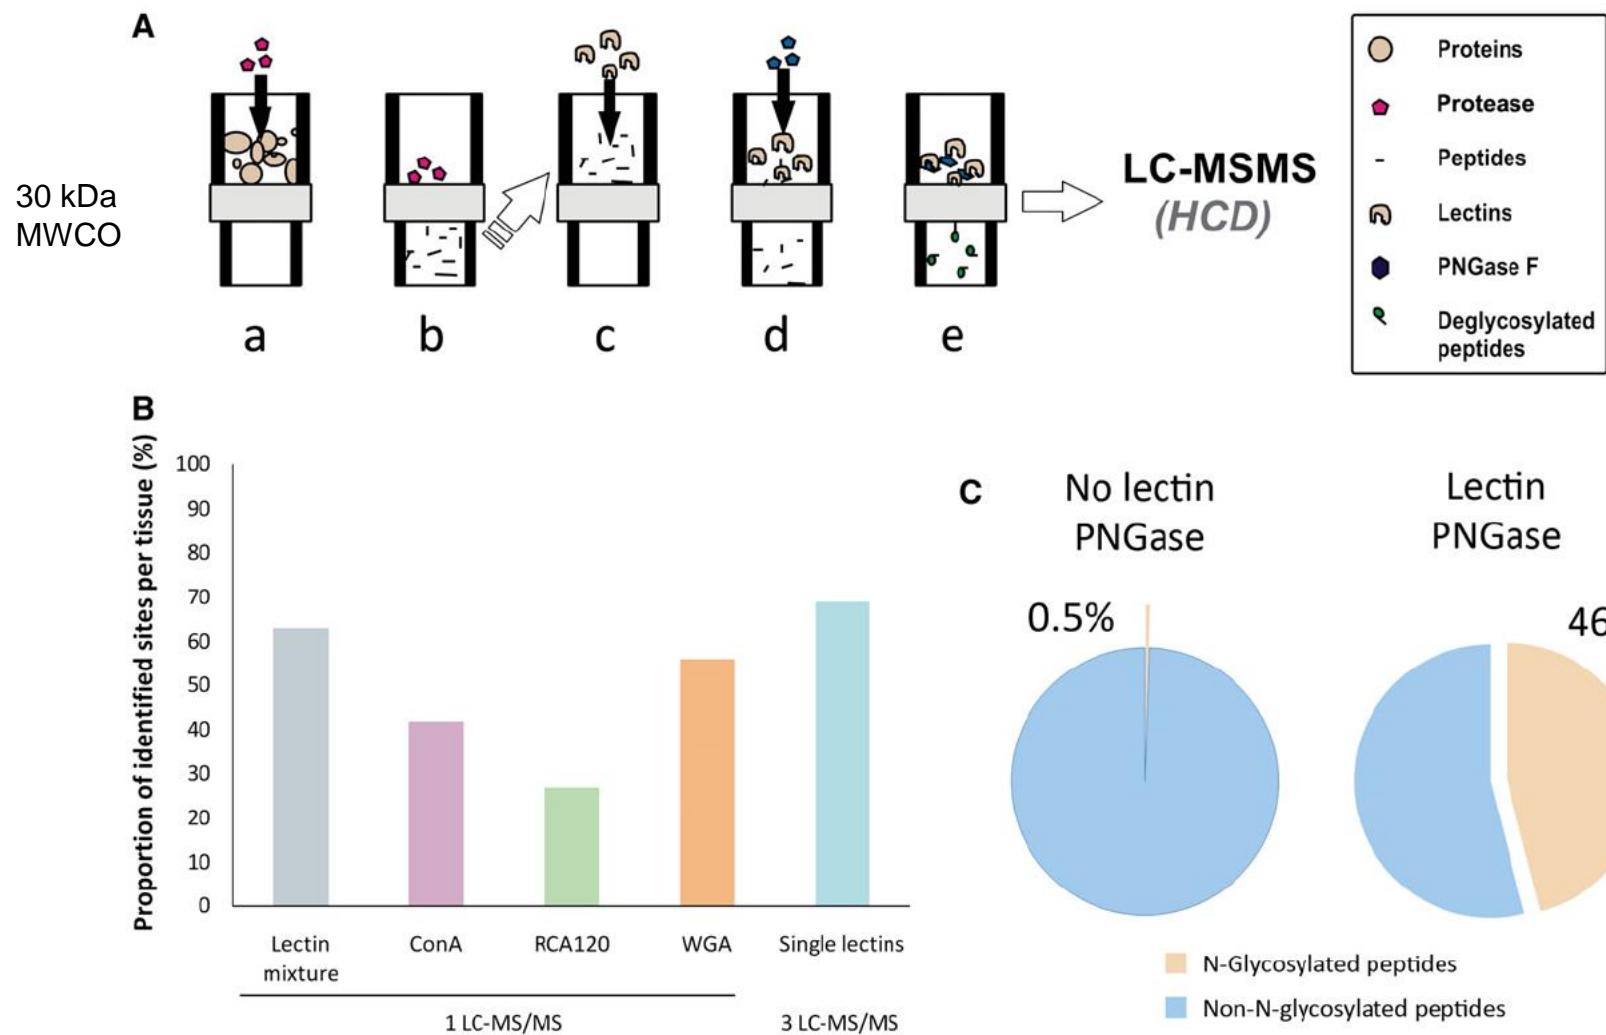 A
30 kDa
MWCO
a
b
c
d
e
LC-MSMS
(HCD)
Proteins
Protease
Peptides
Lectins
PNGase F
Deglycosylated
peptides
B
Proportion of identified sites per tissue (%)
100
90
80
70
60
50
40
30
20
10
0
Lectin
mixture
ConA
RCA120
WGA
Single lectins
1 LC-MS/MS
3 LC-MS/MS
C
No lectin
PNGase
0.5%
Lectin
PNGase
46
N-Glycosylated peptides
Non-N-glycosylated peptides